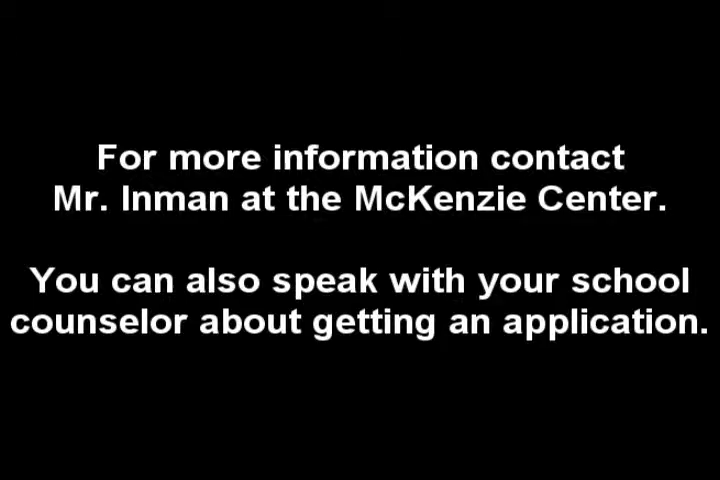 For more information contact
Mr. Inman at the McKenzie Center.
You can also speak with your school
counselor about getting an application.